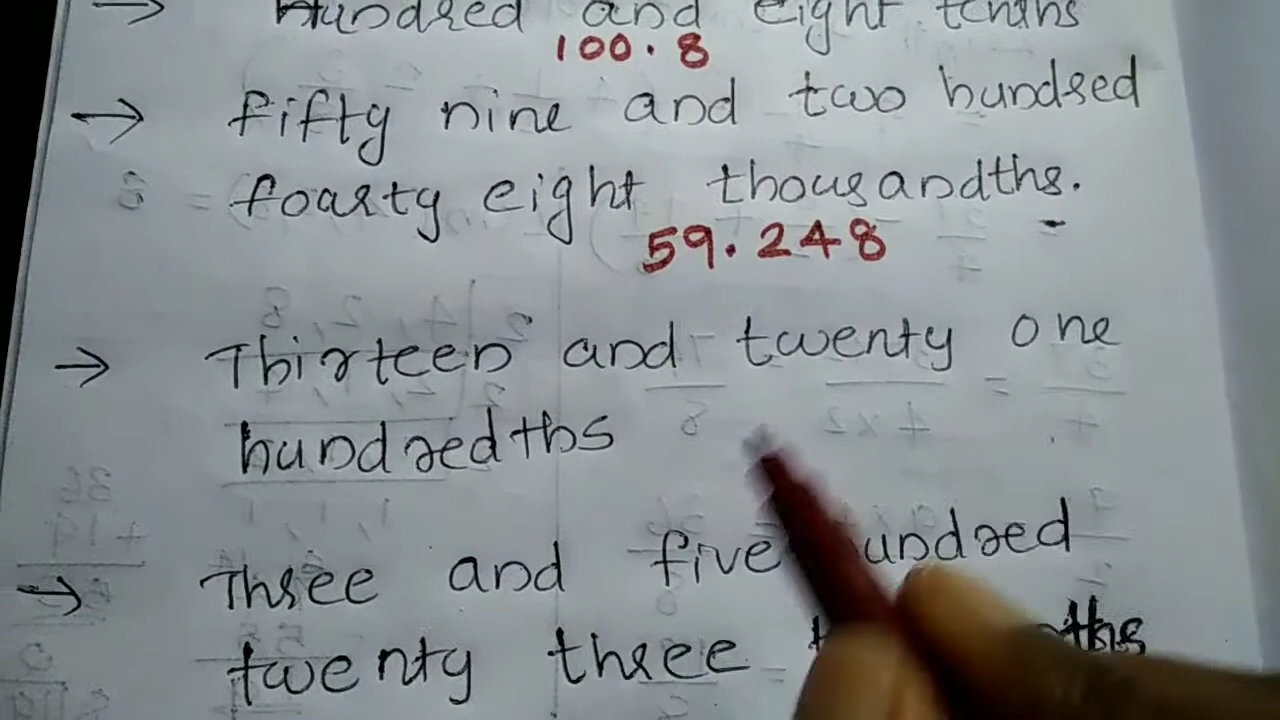 → Hundred and eight tenths
100.8
→ fifty nine and two hundred
foarty eight thousandths.
59.248
→ Thirteen and twenty one
hundredths
→ Three and five hundred
twenty three